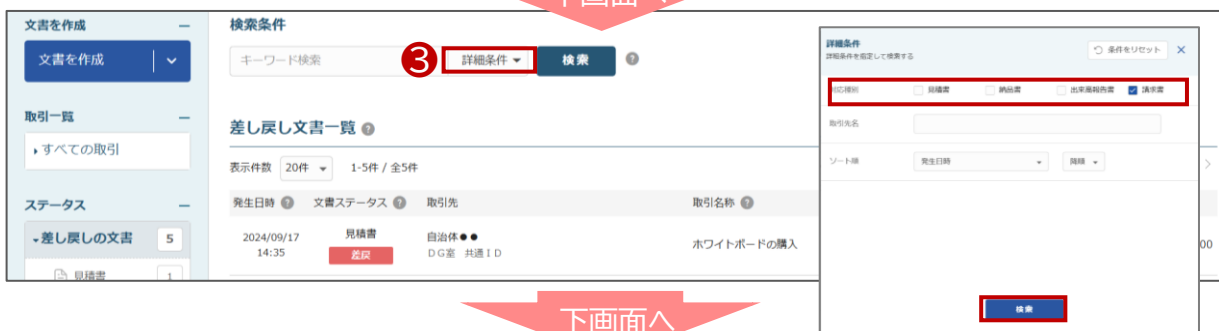 下画面へ
文書を作成
文書を作成
取引一覧
すべての取引
ステータス
差し戻しの文書 5
見積書 1
検索条件
キーワード検索 ③ 詳細条件 検索
差し戻し文書一覧
表示件数 20件 1-5件 / 全5件
発生日時 文書ステータス 取引先 取引名称
2024/09/17 14:35 見積書 差戻 自治体●● DG室 共通ID ホワイトボードの購入
00
詳細条件
詳細条件を指定して検索する
条件をリセット
対応種別 見積書 納品書 出来高報告書 請求書
取引先名
ソート順 発生日時 降順
検索
下画面へ